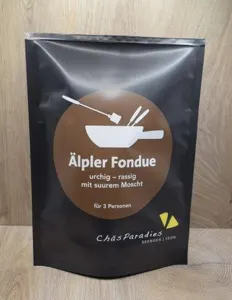 Älpler Fondue
urchig – rassig
mit suurem Moscht
für 3 Personen
ChäsParadies